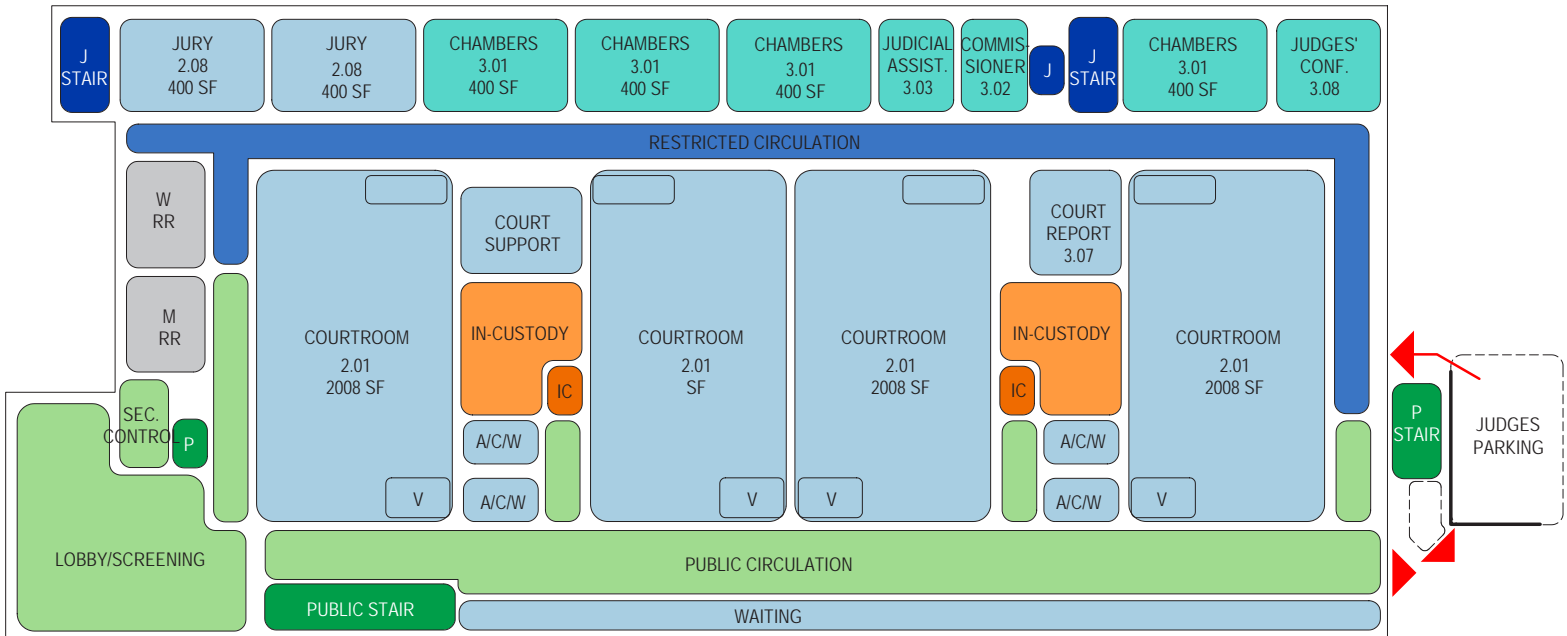 J
STAIR
JURY
2.08
400 SF
JURY
2.08
400 SF
CHAMBERS
3.01
400 SF
CHAMBERS
3.01
400 SF
CHAMBERS
3.01
400 SF
JUDICIAL
ASSIST.
3.03
COMMIS-
SIONER
3.02
J
J
STAIR
CHAMBERS
3.01
400 SF
JUDGES'
CONF.
3.08
RESTRICTED CIRCULATION
W
RR
COURT
SUPPORT
COURT
REPORT
3.07
M
RR
COURTROOM
2.01
2008 SF
IN-CUSTODY
IC
COURTROOM
2.01
SF
COURTROOM
2.01
2008 SF
IN-CUSTODY
IC
COURTROOM
2.01
2008 SF
SEC.
CONTROL
P
A/C/W
A/C/W
P
STAIR
JUDGES
PARKING
V
A/C/W
V
V
A/C/W
V
LOBBY/SCREENING
PUBLIC CIRCULATION
PUBLIC STAIR
WAITING